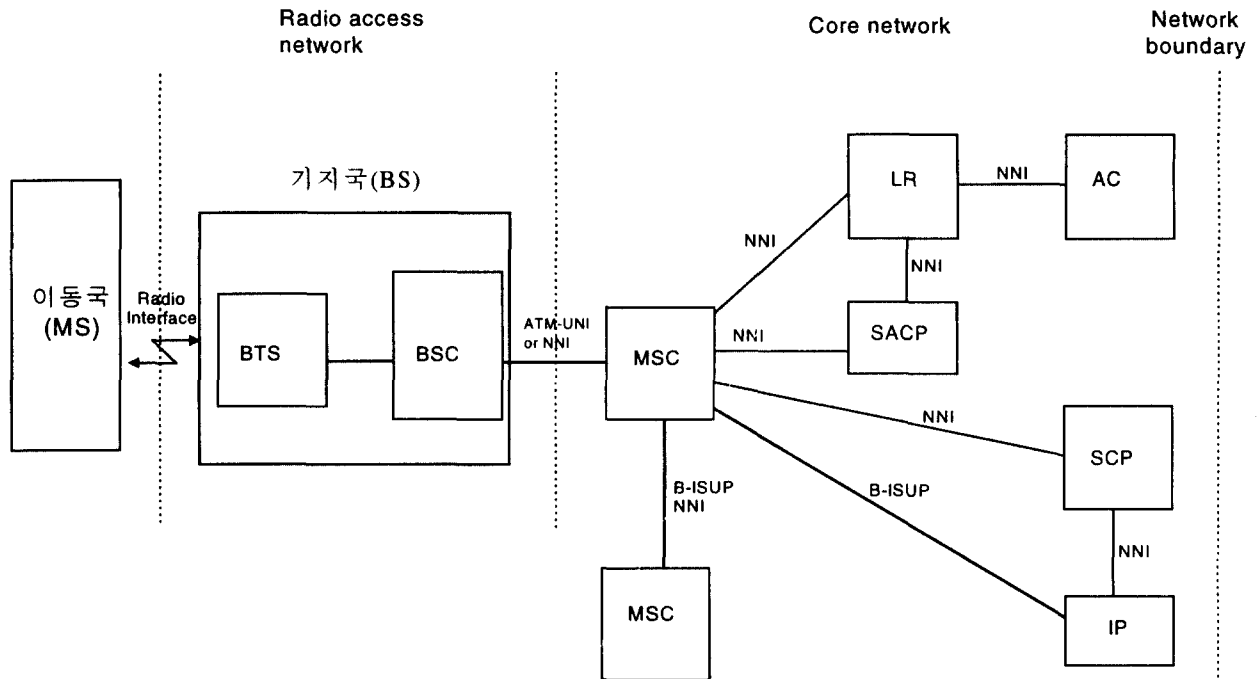 Radio access
network
Core network
Network
boundary
기지국(BS)
이동국
(MS)
Radio
Interface
BTS
BSC
ATM-UNI
or NNI
MSC
NNI
LR
NNI
AC
NNI
NNI
SACP
NNI
SCP
B-ISUP
NNI
IP
B-ISUP
NNI
MSC